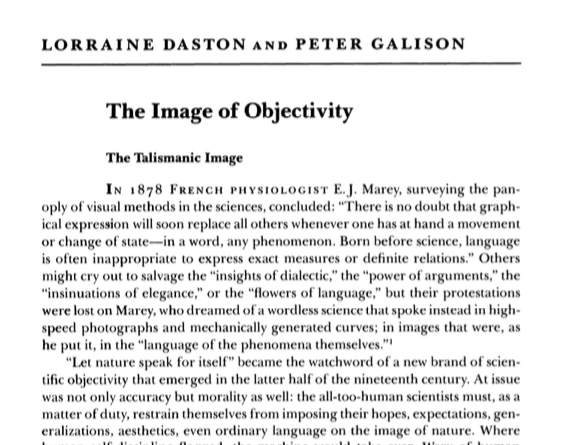 LORRAINE DASTON AND PETER GALISON
The Image of Objectivity
The Talismanic Image
IN 1878 FRENCH PHYSIOLOGIST E. J. Marey, surveying the pan-
oply of visual methods in the sciences, concluded: “There is no doubt that graph-
ical expression will soon replace all others whenever one has at hand a movement
or change of state—in a word, any phenomenon. Born before science, language
is often inappropriate to express exact measures or definite relations.” Others
might cry out to salvage the “insights of dialectic,” the “power of arguments,” the
“insinuations of elegance,” or the “flowers of language,” but their protestations
were lost on Marey, who dreamed of a wordless science that spoke instead in high-
speed photographs and mechanically generated curves; in images that were, as
he put it, in the “language of the phenomena themselves.”1
“Let nature speak for itself” became the watchword of a new brand of scien-
tific objectivity that emerged in the latter half of the nineteenth century. At issue
was not only accuracy but morality as well: the all-too-human scientists must, as a
matter of duty, restrain themselves from imposing their hopes, expectations, gen-
eralizations, aesthetics, even ordinary language on the image of nature. Where